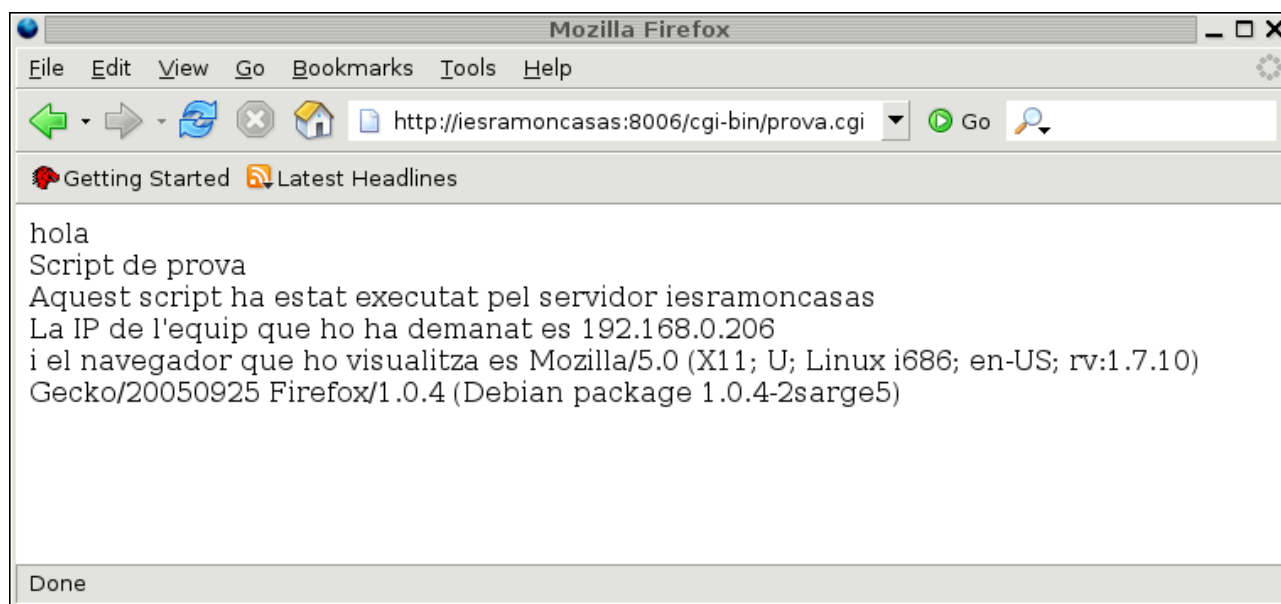 Mozilla Firefox
File Edit View Go Bookmarks Tools Help
http://iesramoncasas:8006/cgi-bin/prova.cgi Go
Getting Started Latest Headlines
hola
Script de prova
Aquest script ha estat executat pel servidor iesramoncasas
La IP de l'equip que ho ha demanat es 192.168.0.206
i el navegador que ho visualitza es Mozilla/5.0 (X11; U; Linux i686; en-US; rv:1.7.10)
Gecko/20050925 Firefox/1.0.4 (Debian package 1.0.4-2sarge5)
Done